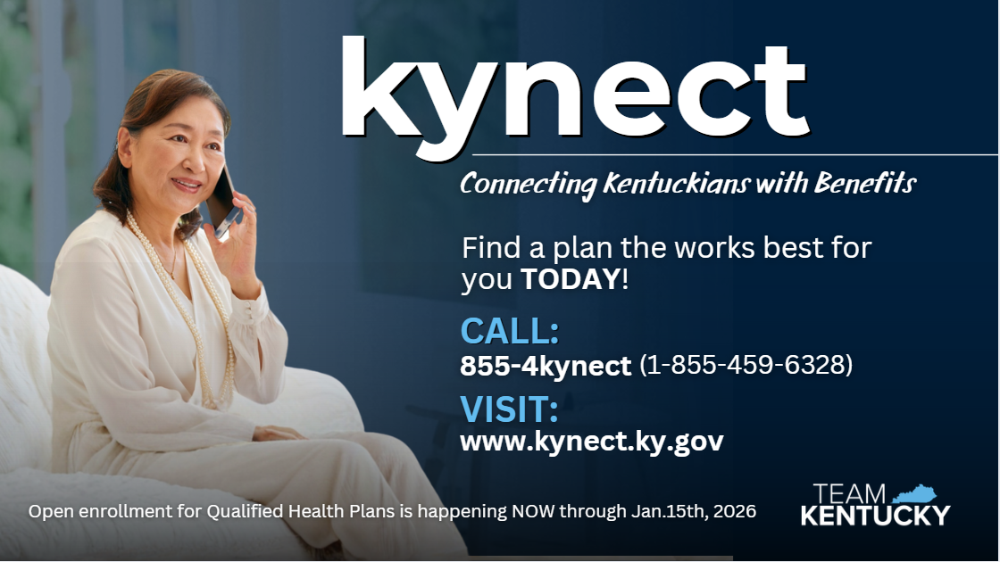 kynect
Connecting Kentuckians with Benefits
Find a plan the works best for
you TODAY!
CALL:
855-4kynect (1-855-459-6328)
VISIT:
www.kynect.ky.gov
Open enrollment for Qualified Health Plans is happening NOW through Jan.15th, 2026
TEAM
KENTUCKY